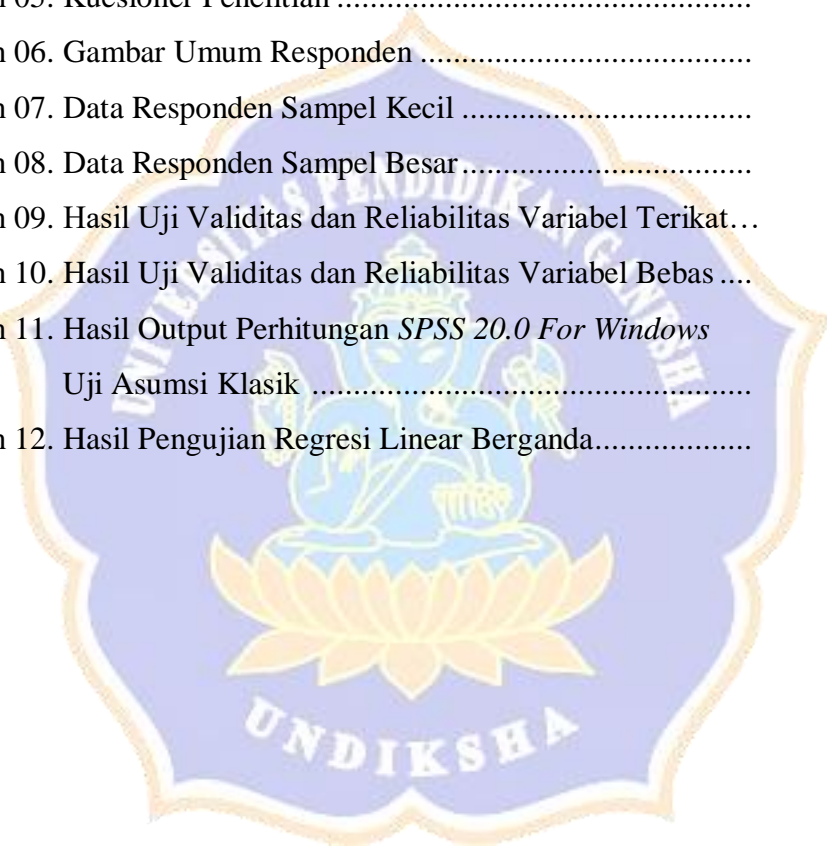 n 05. Kuesioner Penelitian ..................................................
n 06. Gambar Umum Responden ........................................
n 07. Data Responden Sampel Kecil ...................................
n 08. Data Responden Sampel Besar...................................
n 09. Hasil Uji Validitas dan Reliabilitas Variabel Terikat…
n 10. Hasil Uji Validitas dan Reliabilitas Variabel Bebas ....
n 11. Hasil Output Perhitungan SPSS 20.0 For Windows
Uji Asumsi Klasik .....................................................
n 12. Hasil Pengujian Regresi Linear Berganda...................
UNIVERSITAS PENDIDIKAN GANESHA
UNDIKSHA